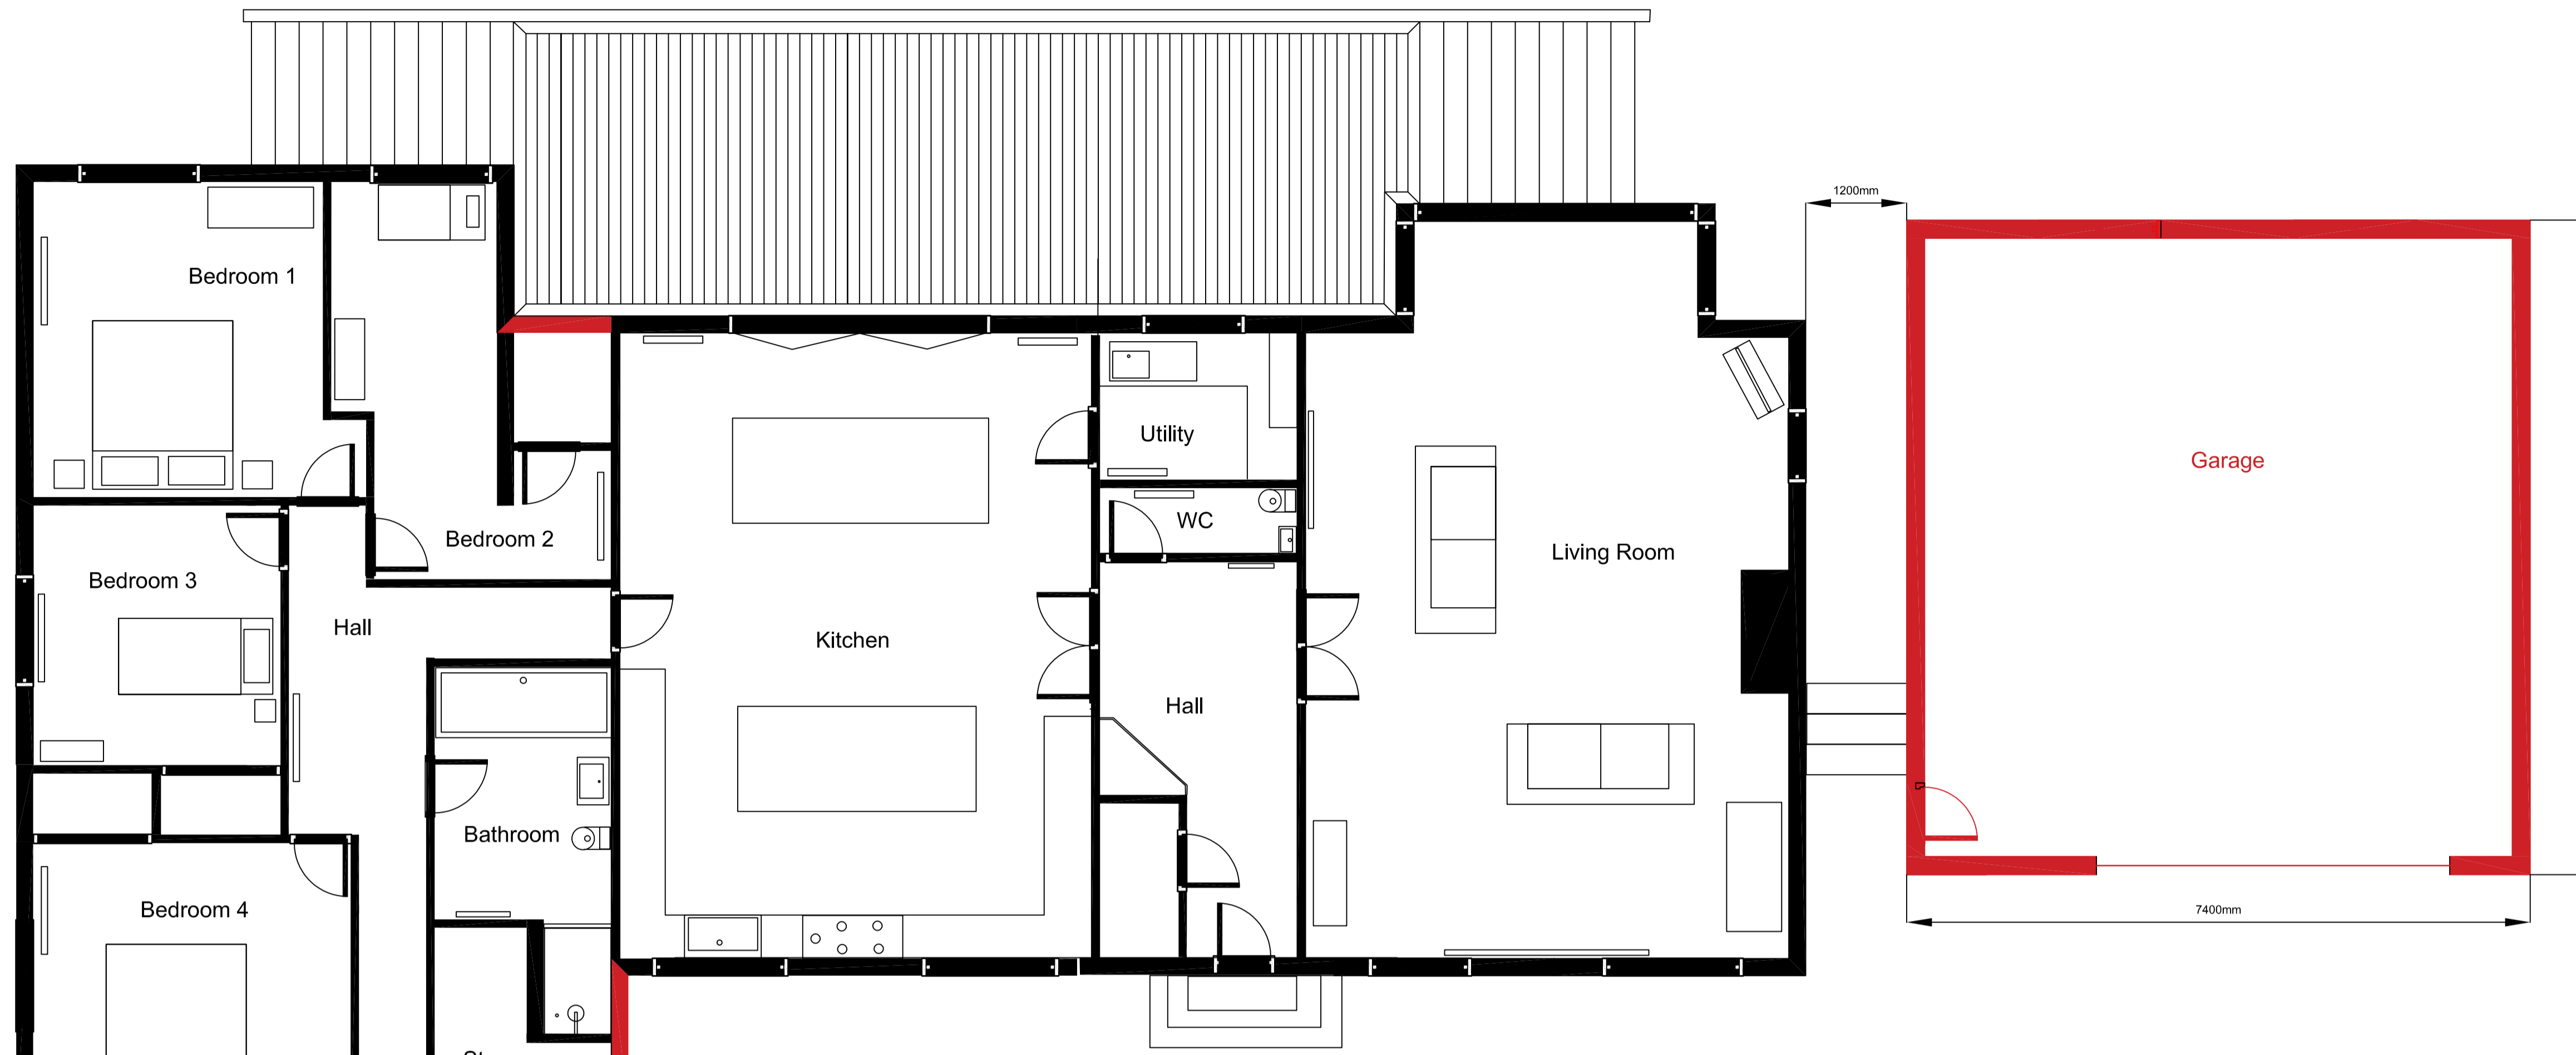 1200mm
Bedroom 1
Utility
Garage
WC
Bedroom 2
Living Room
Bedroom 3
Hall
Kitchen
Hall
Bathroom
Bedroom 4
7400mm